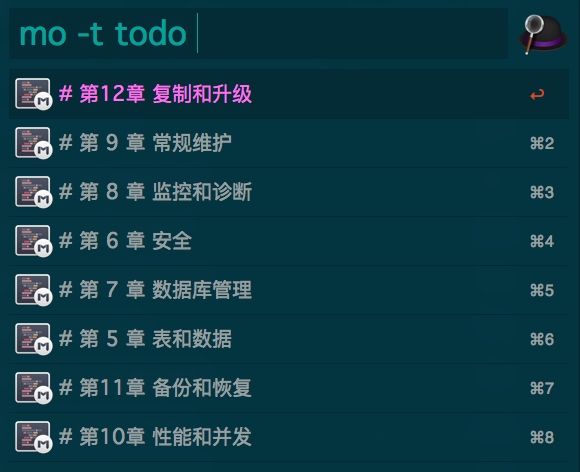 mo -t todo
# 第12章 复制和升级 ↩
# 第 9 章 常规维护 ⌘2
# 第 8 章 监控和诊断 ⌘3
# 第 6 章 安全 ⌘4
# 第 7 章 数据库管理 ⌘5
# 第 5 章 表和数据 ⌘6
# 第11章 备份和恢复 ⌘7
# 第10章 性能和并发 ⌘8